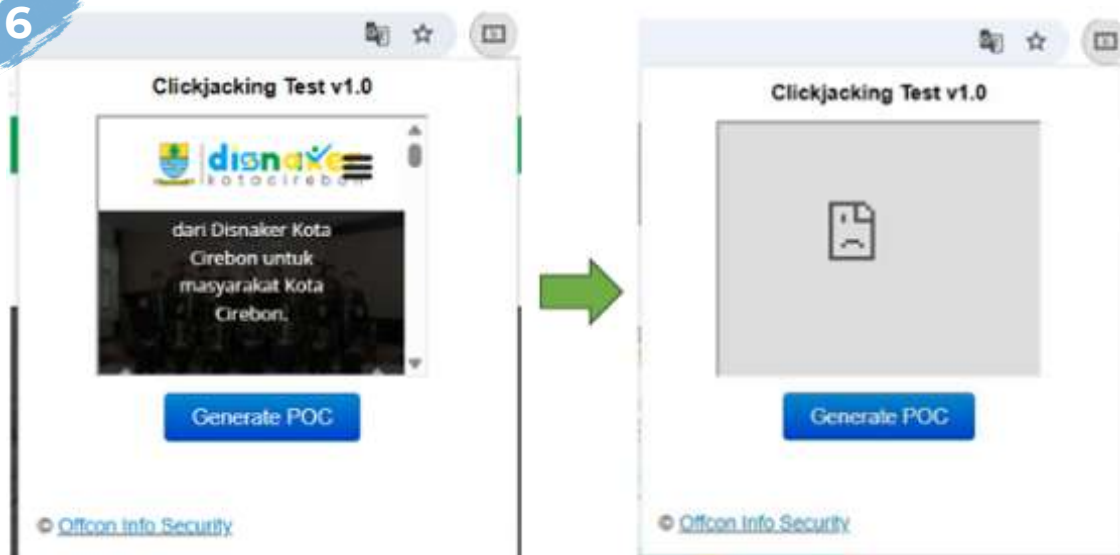 6
Clickjacking Test v1.0
disnaker
kotacirebon
dari Disnaker Kota
Cirebon untuk
masyarakat Kota
Cirebon.
Generate POC
© Offcon Info Security
Clickjacking Test v1.0
Generate POC
© Offcon Info Security